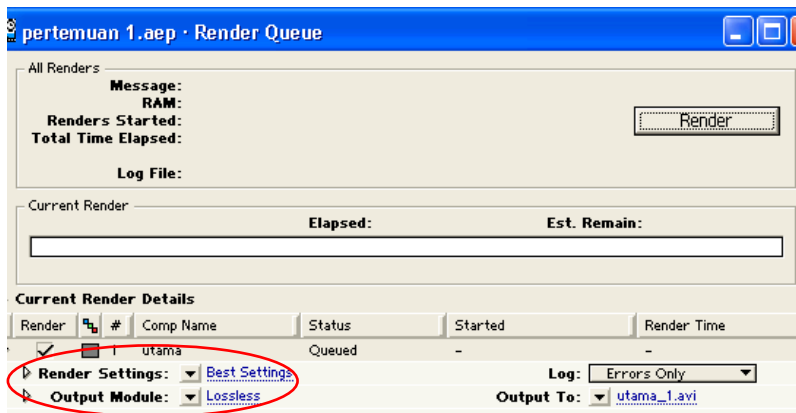 pertemuan 1.aep · Render Queue
All Renders
Message:
RAM:
Renders Started:
Render
Total Time Elapsed:
Log File:
Current Render
Elapsed: Est. Remain:
Current Render Details
Render # Comp Name Status Started Render Time
1 utama Queued - -
Render Settings: Best Settings Log: Errors Only
Output Module: Lossless Output To: utama_1.avi